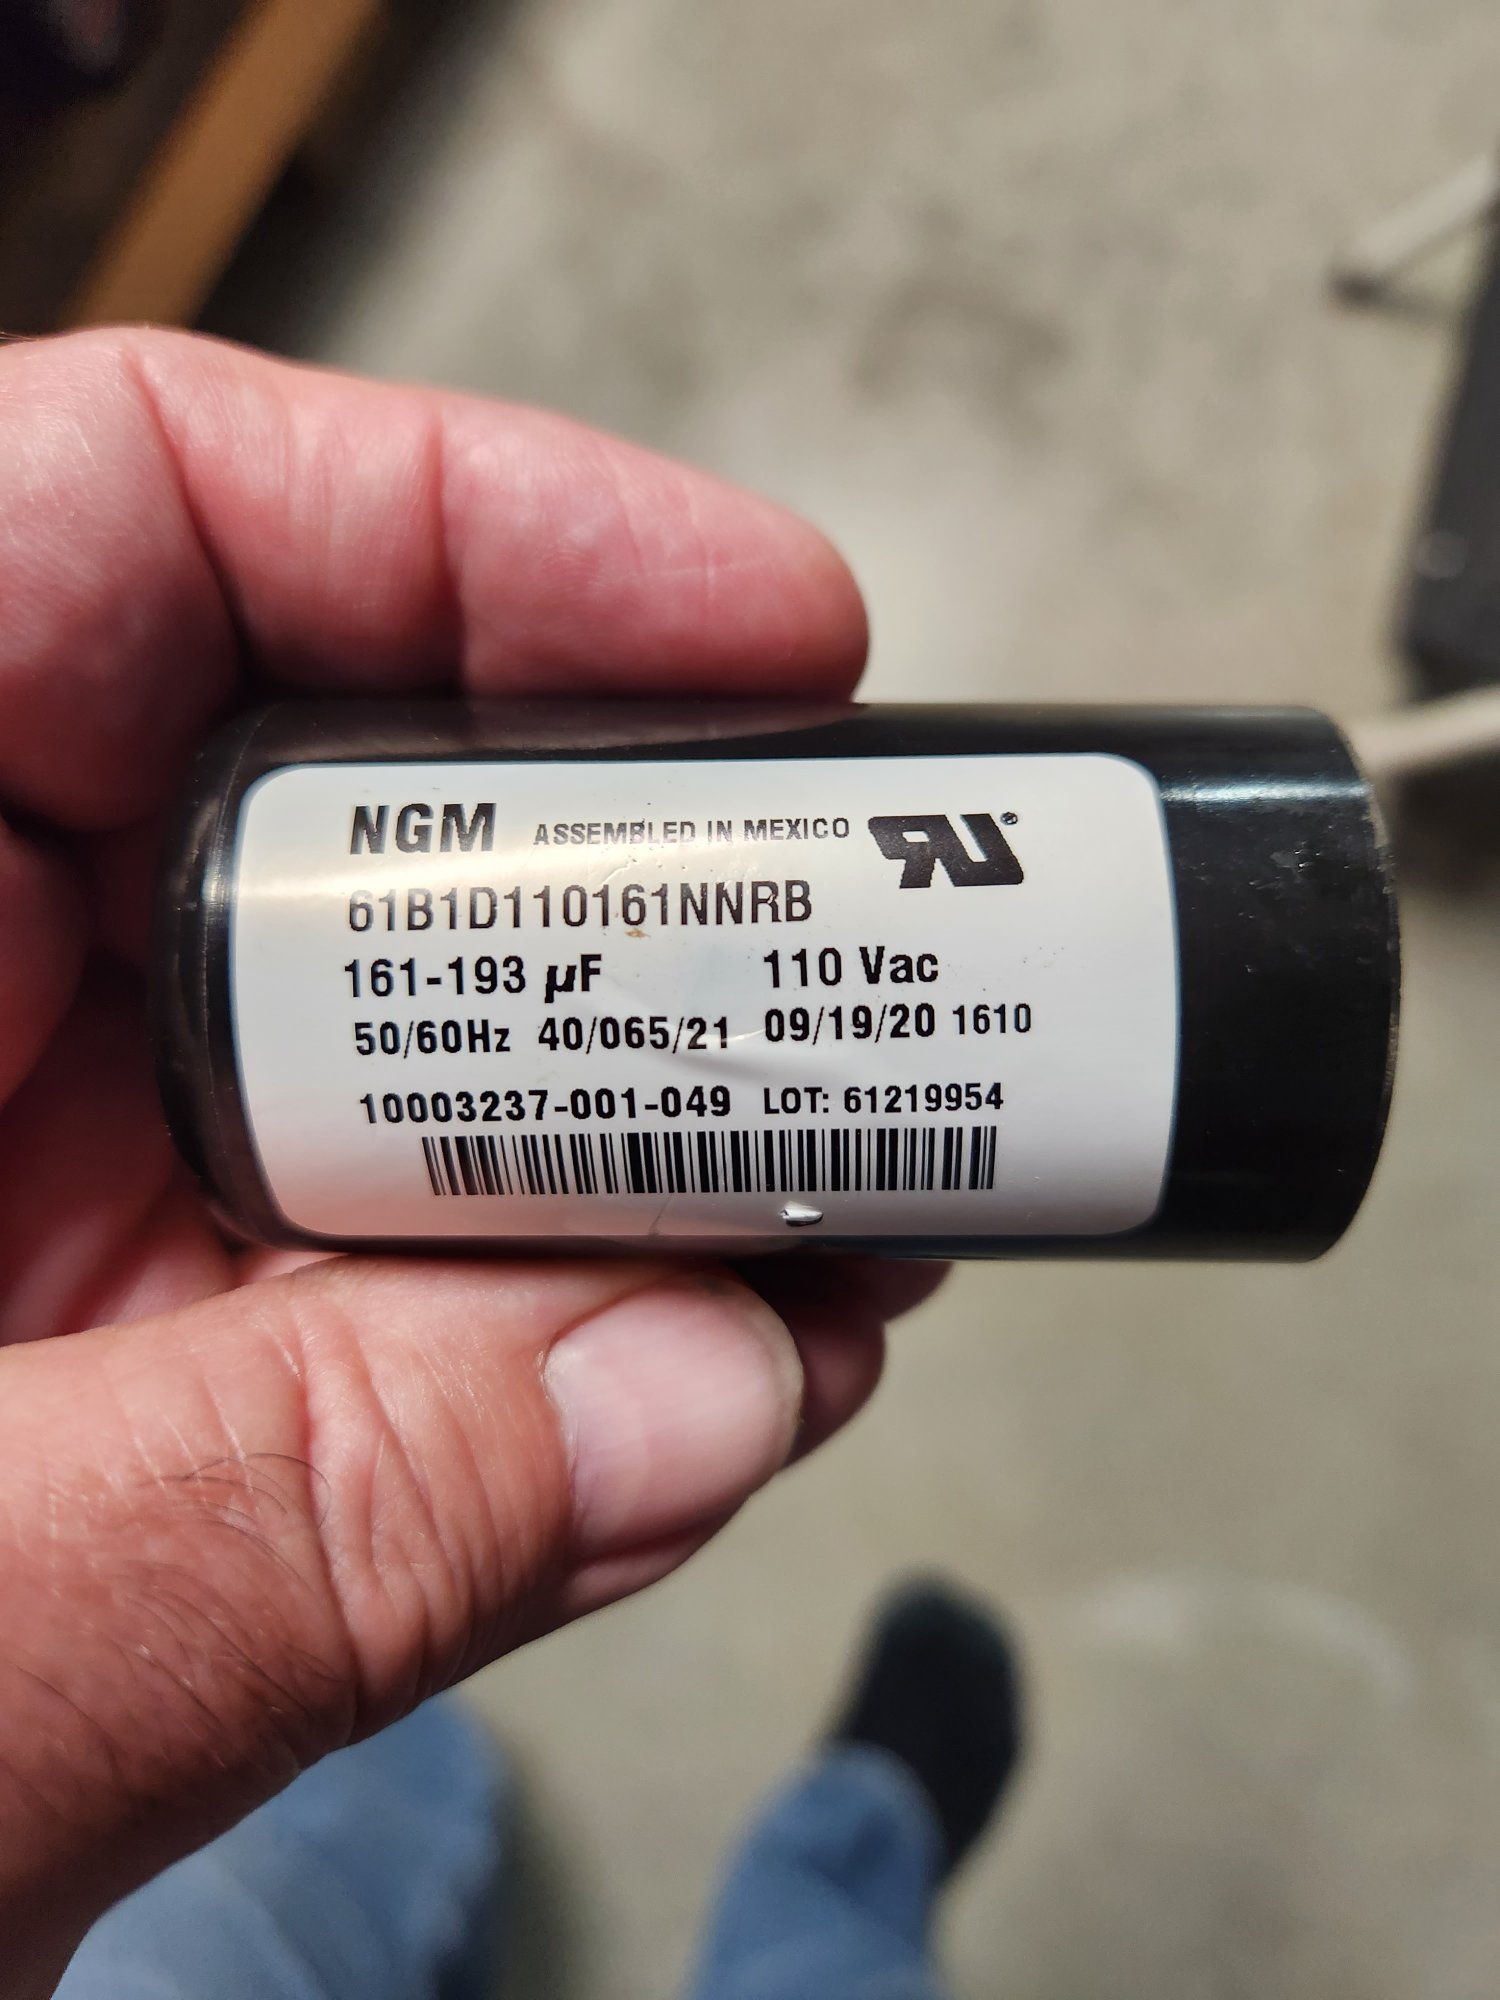 NGM ASSEMBLED IN MEXICO RU®
61B1D110161NNRB
161-193 µF 110 Vac
50/60Hz 40/065/21 09/19/20 1610
10003237-001-049 LOT: 61219954